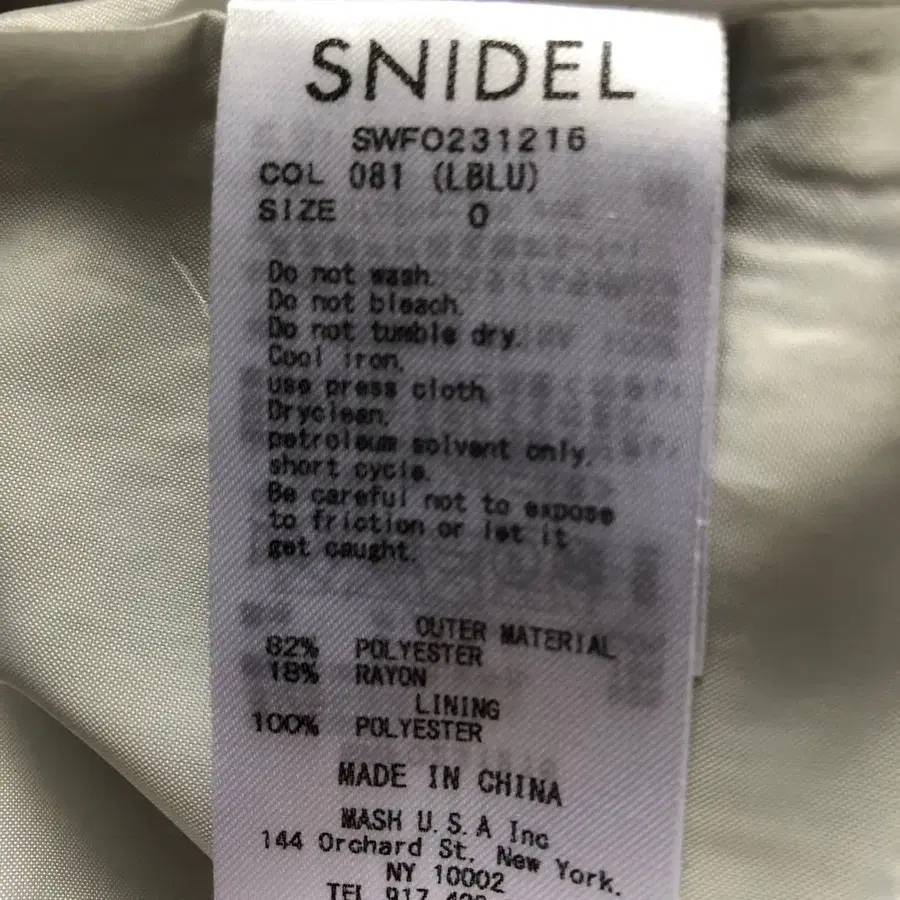 SNIDEL
SWFO231216
COL 081 (LBLU)
SIZE 0
Do not wash.
Do not bleach.
Do not tumble dry.
Cool iron.
use press cloth.
Dryclean.
petroleum solvent only.
short cycle.
Be careful not to expose
to friction or let it
get caught.
OUTER MATERIAL
82% POLYESTER
18% RAYON
LINING
100% POLYESTER
MADE IN CHINA
MASH U.S.A Inc
144 Orchard St. New York.
NY 10002
TEL 917